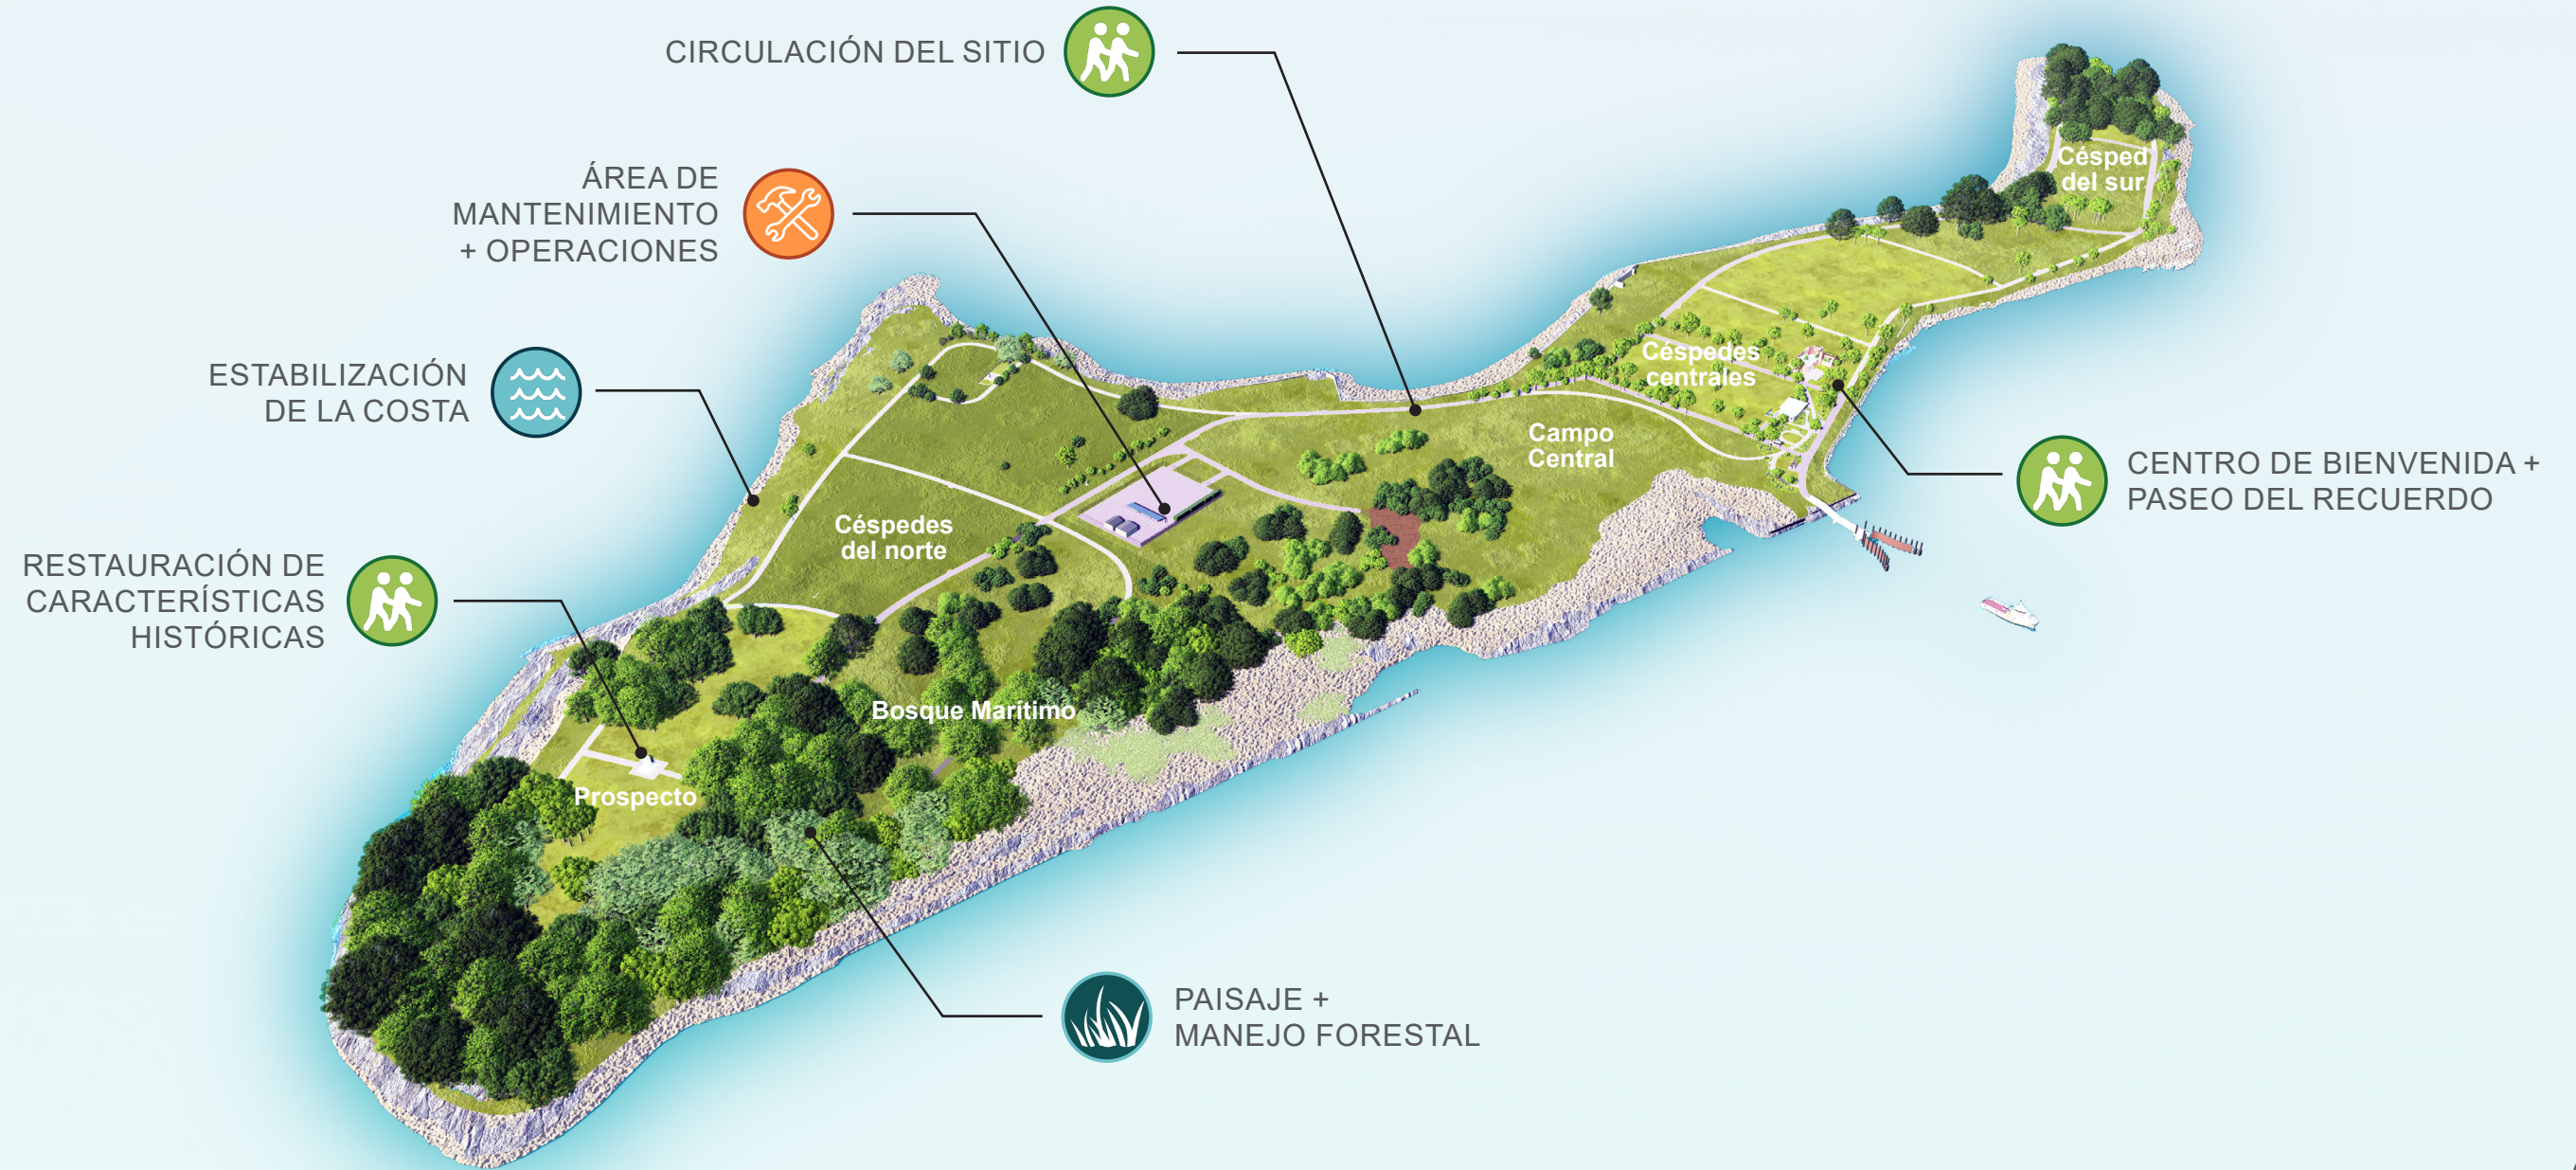 CIRCULACIÓN DEL SITIO
ÁREA DE
MANTENIMIENTO
+ OPERACIONES
ESTABILIZACIÓN
DE LA COSTA
RESTAURACIÓN DE
CARACTERÍSTICAS
HISTÓRICAS
Césped
del sur
Céspedes
centrales
Campo
Central
CENTRO DE BIENVENIDA +
PASEO DEL RECUERDO
Céspedes
del norte
Bosque Marítimo
Prospecto
PAISAJE +
MANEJO FORESTAL